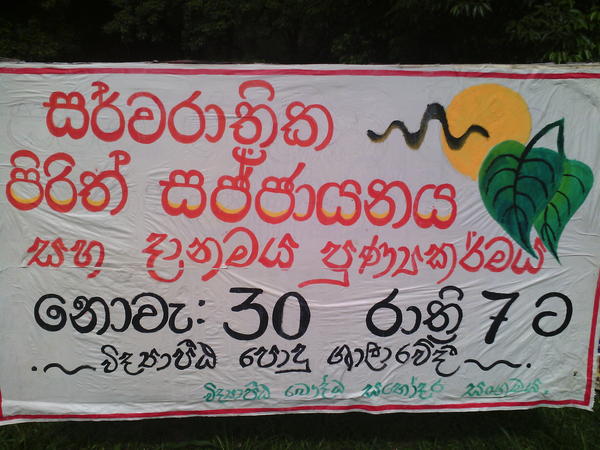 සර්වරාත්‍රික
පිරිත් සජ්ඣායනය
සහ දානමය පුණ්‍යකර්මය
නොවැ: 30 රාත්‍රි 7 ට
විද්‍යාපීඨ පොදු ශාලාවේදී
විද්‍යාපීඨ බෞද්ධ සහෝදර සංගමය.